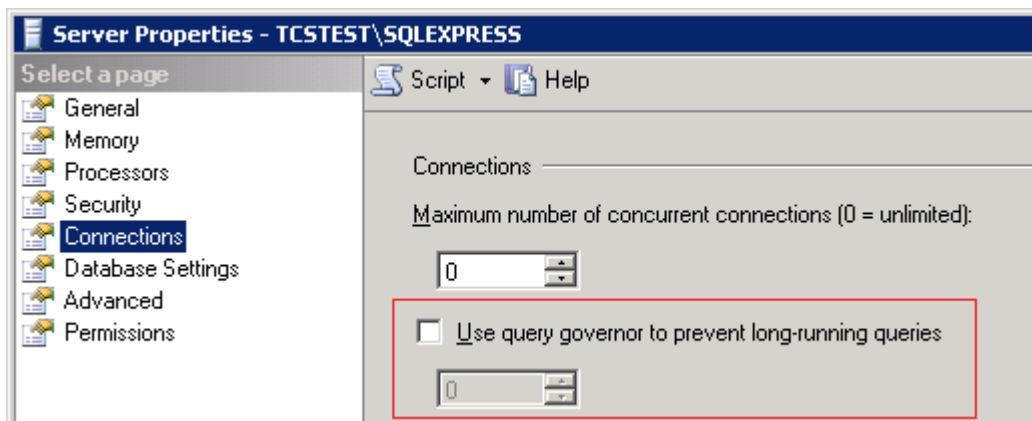 Server Properties - TCSTEST\SQLEXPRESS
Select a page
General
Memory
Processors
Security
Connections
Database Settings
Advanced
Permissions
Script Help
Connections
Maximum number of concurrent connections (0 = unlimited):
0
Use query governor to prevent long-running queries
0